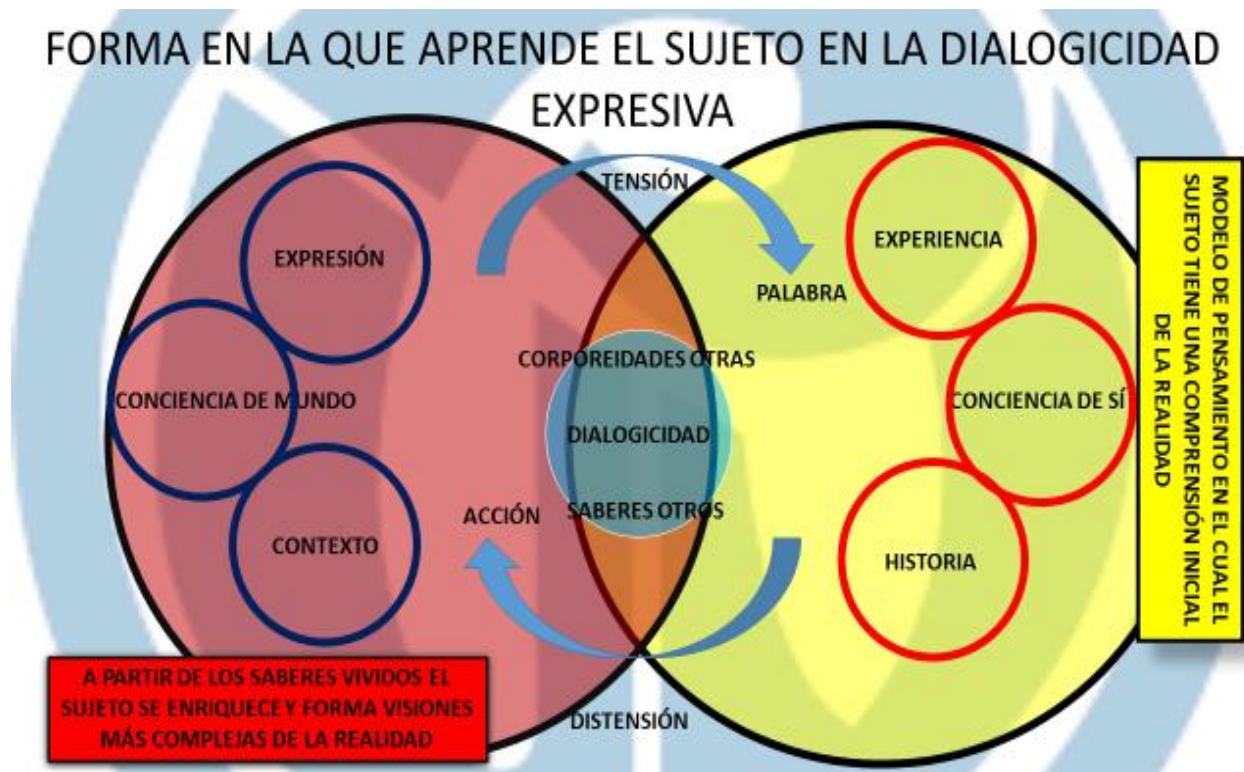 FORMA EN LA QUE APRENDE EL SUJETO EN LA DIALOGICIDAD
EXPRESIVA
TENSIÓN
EXPRESIÓN
EXPERIENCIA
PALABRA
CORPOREIDADES OTRAS
CONCIENCIA DE MUNDO
CONCIENCIA DE SÍ
DIALOGICIDAD
ACCIÓN
SABERES OTROS
CONTEXTO
HISTORIA
DISTENSIÓN
A PARTIR DE LOS SABERES VIVIDOS EL
SUJETO SE ENRIQUECE Y FORMA VISIONES
MÁS COMPLEJAS DE LA REALIDAD
MODELO DE PENSAMIENTO EN EL CUAL EL
SUJETO TIENE UNA COMPRENSIÓN INICIAL
DE LA REALIDAD